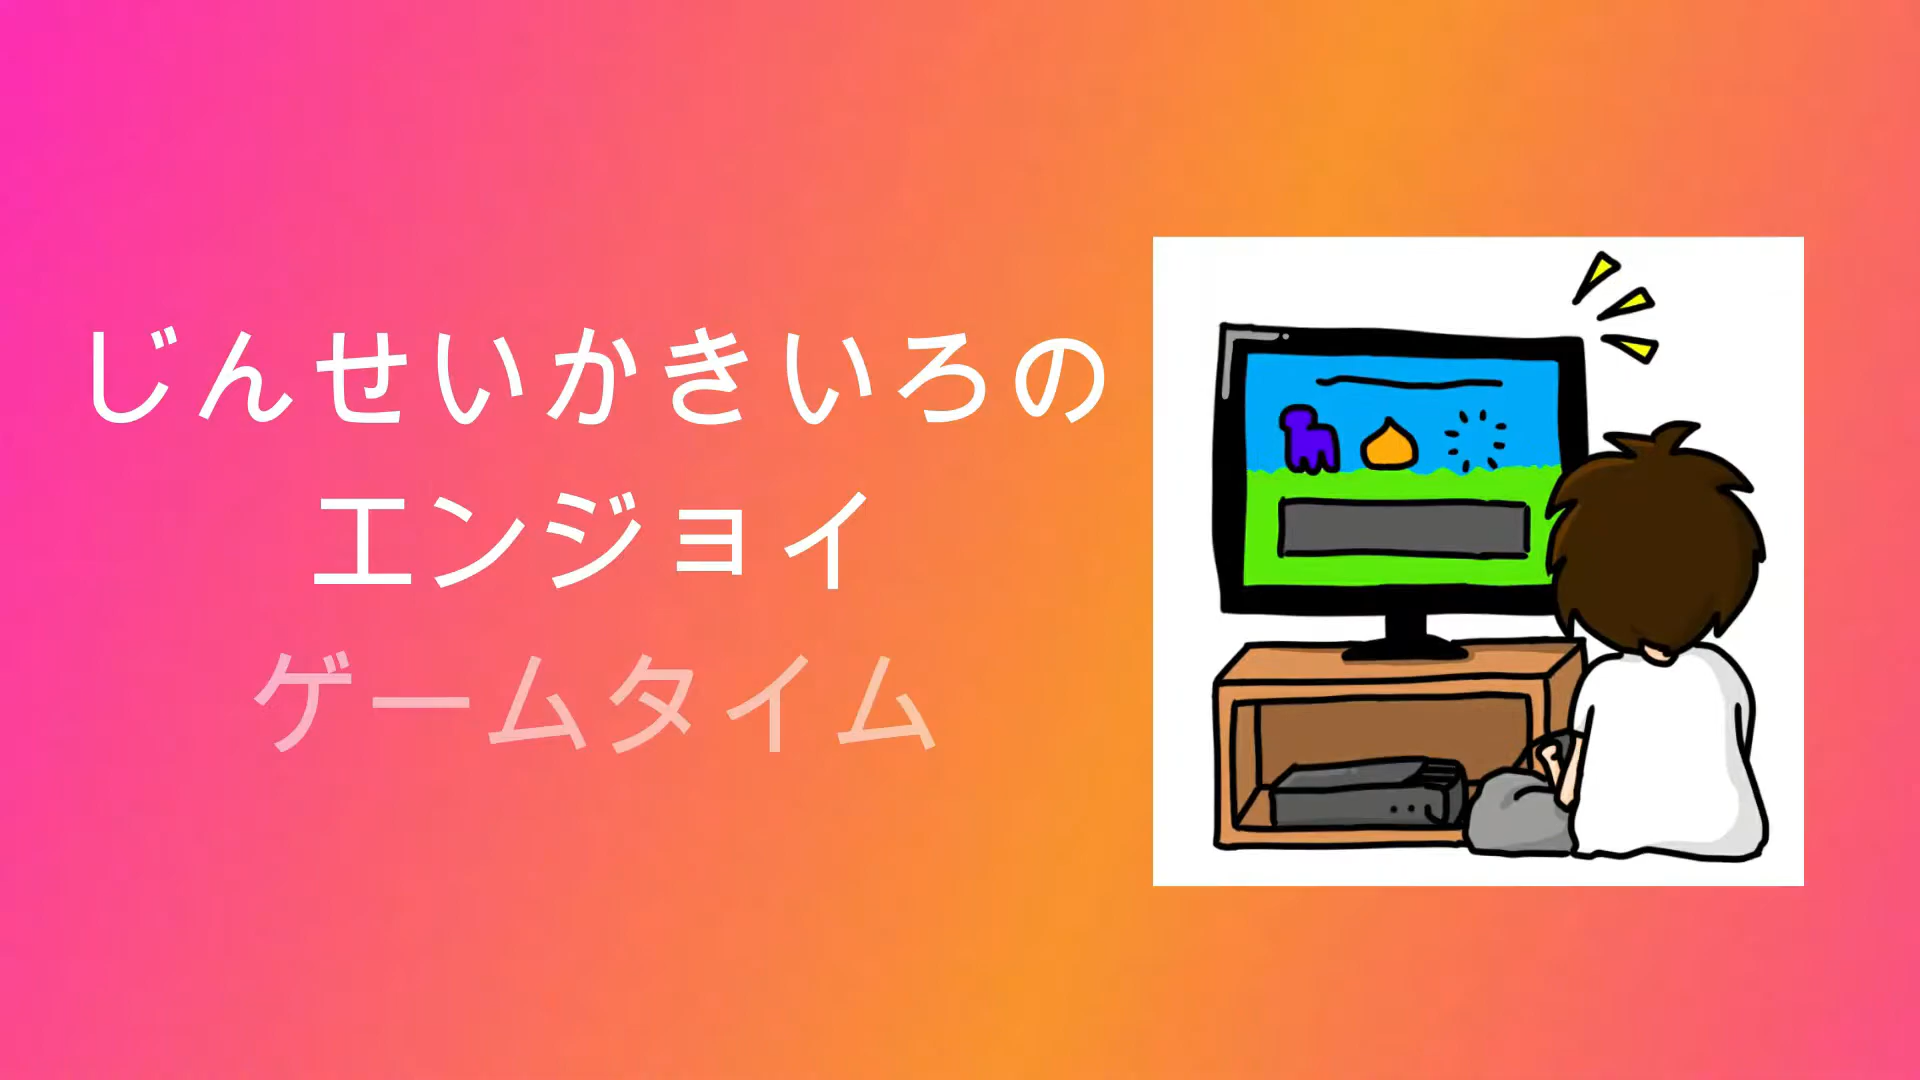 じんせいかきいろの
エンジョイ
ゲームタイム